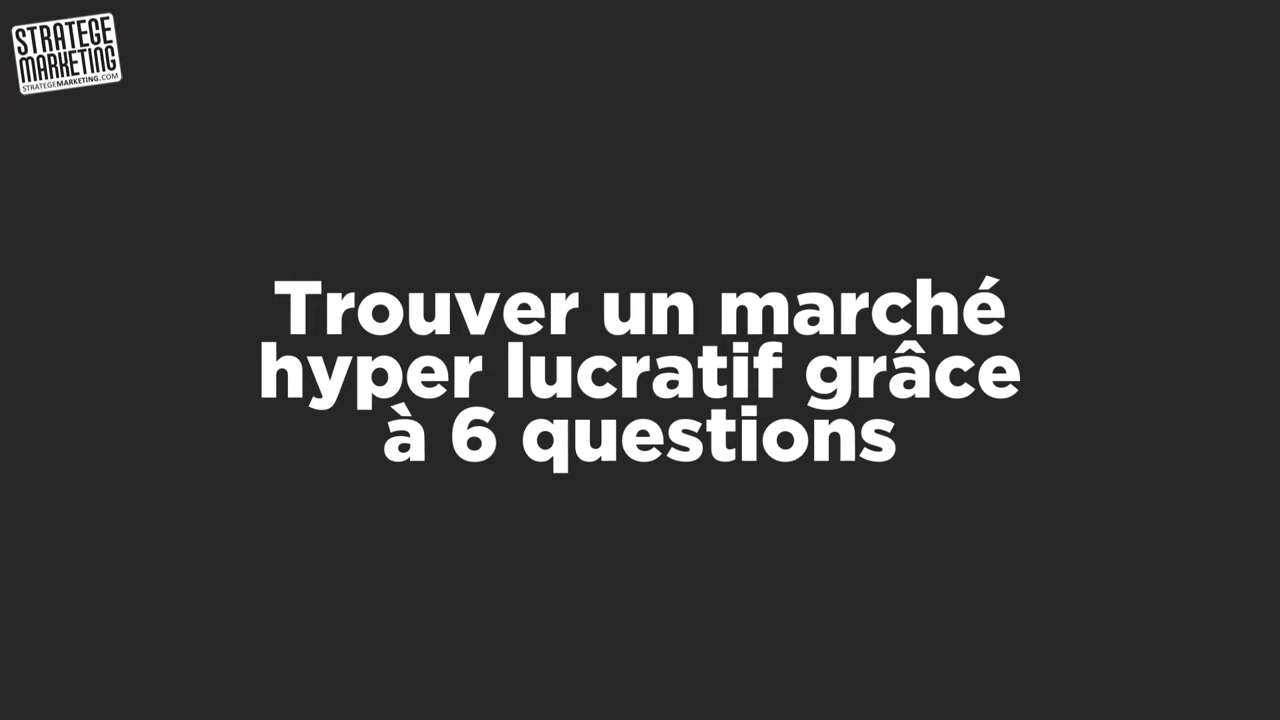 STRATEGE
MARKETING
STRATEGEMARKETING.COM
Trouver un marché
hyper lucratif grâce
à 6 questions